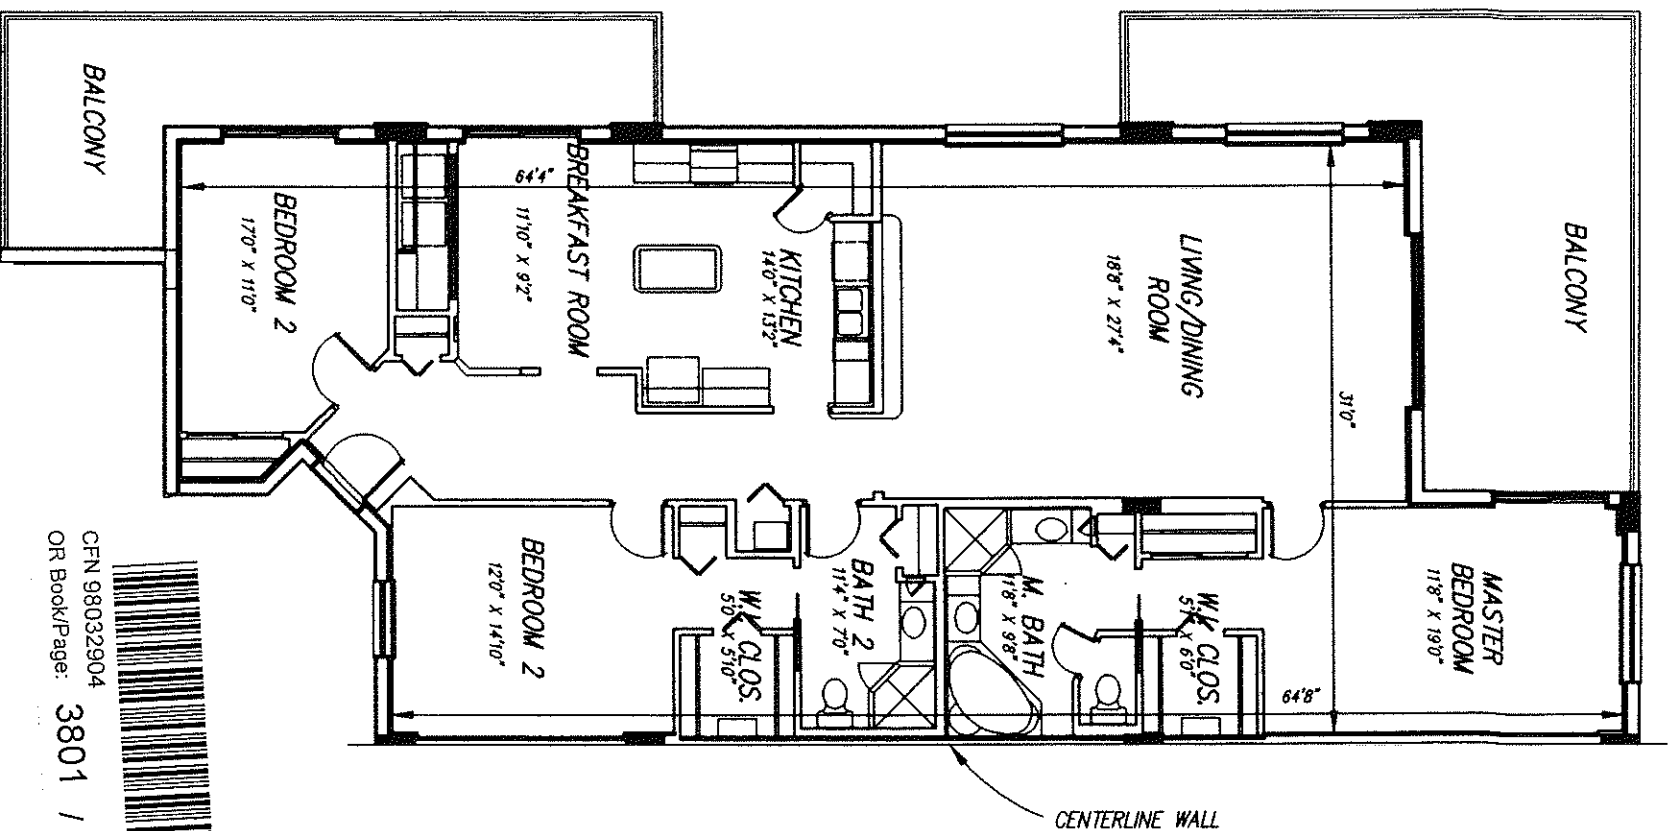 BALCONY
BEDROOM 2
17'0" X 11'0"
64'4"
BREAKFAST ROOM
11'10" X 9'2"
KITCHEN
14'0" X 13'2"
LIVING/DINING
ROOM
18'8" X 27'4"
31'0"
BALCONY
BEDROOM 2
12'0" X 14'10"
W.K. CLOS.
5'0" X 5'10"
BATH 2
11'4" X 7'0"
M. BATH
11'8" X 9'8"
W.K. CLOS.
X 6'0"
64'8"
MASTER
BEDROOM
11'8" X 19'0"
CENTERLINE WALL
CFN 98032904
OR Book/Page: 3801 /